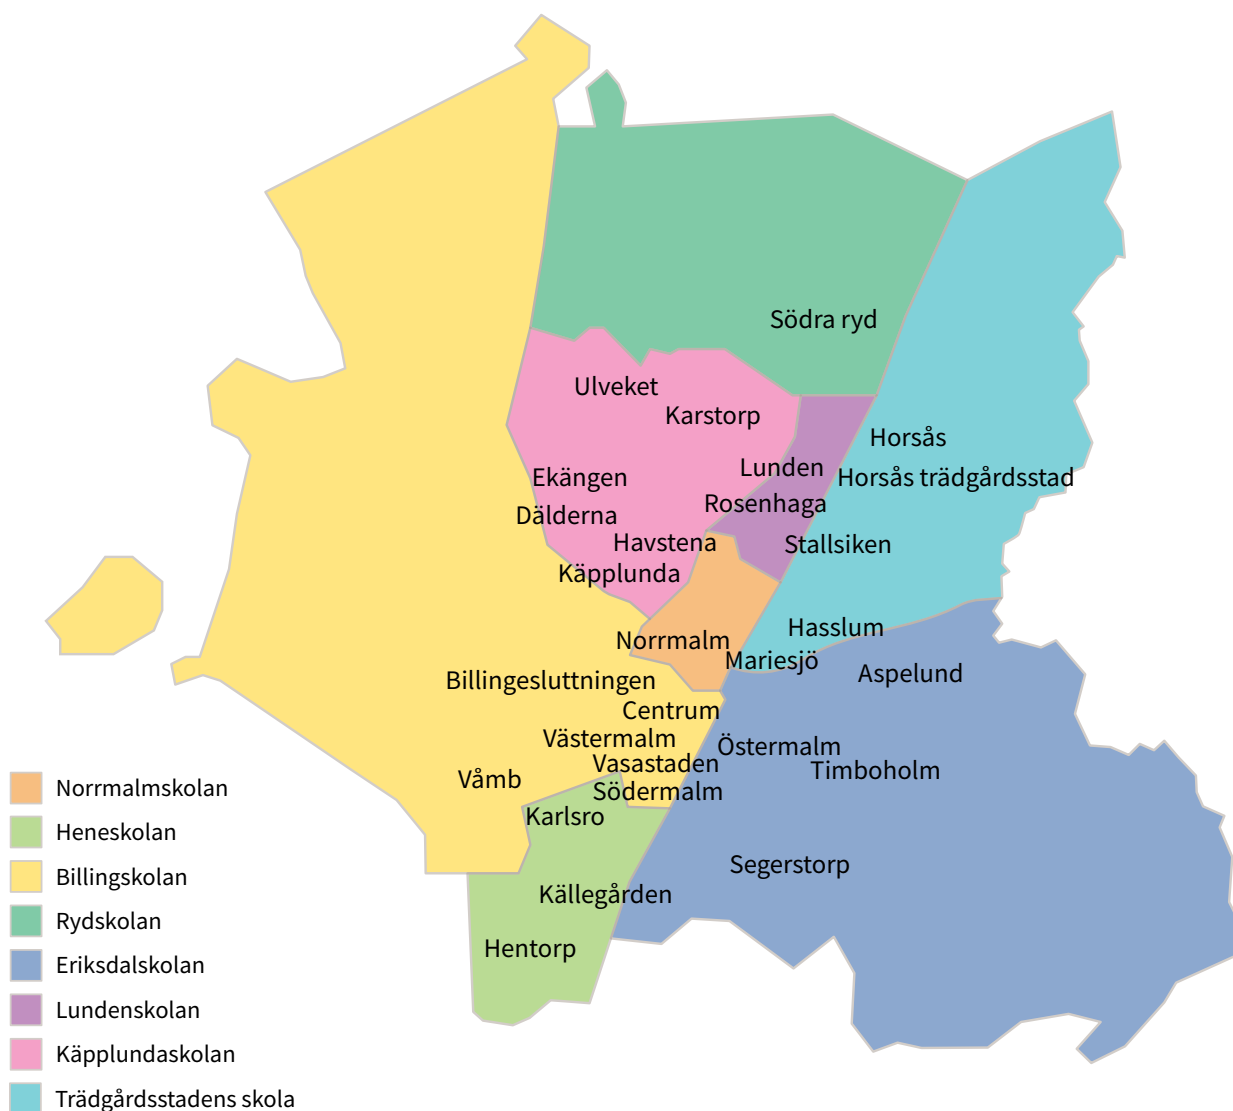 Södra ryd
Ulveket
Karstorp
Horsås
Lunden
Ekängen
Horsås trädgårdsstad
Rosenhaga
Dälderna
Havstena
Stallsiken
Käpplunda
Hasslum
Norrmalm
Mariesjö
Aspelund
Billingesluttningen
Centrum
Västermalm
Östermalm
Vasastaden
Timboholm
Våmb
Södermalm
Karlsro
Segerstorp
Källegården
Hentorp
Norrmalmskolan
Heneskolan
Billingskolan
Rydskolan
Eriksdalskolan
Lundenskolan
Käpplundaskolan
Trädgårdsstadens skola